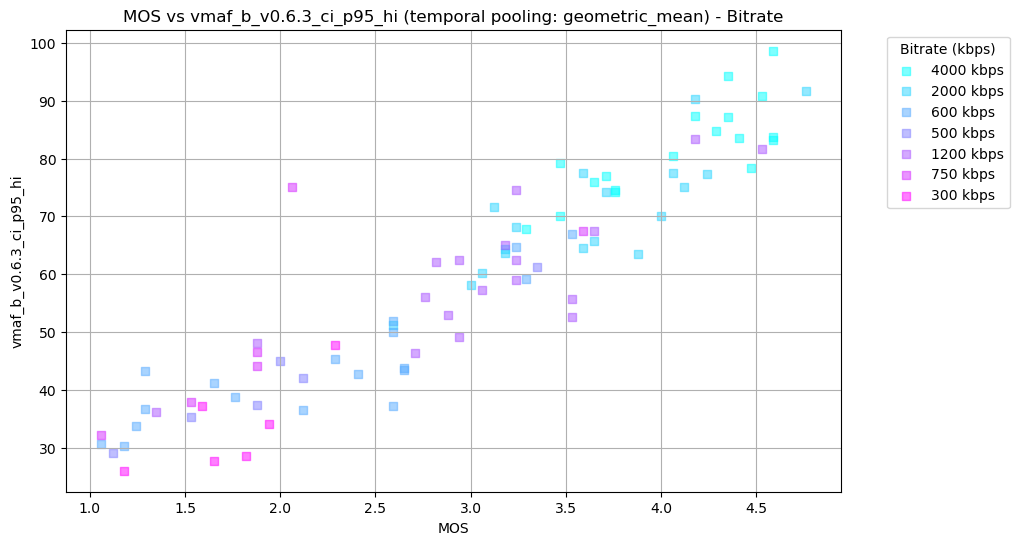 MOS vs vmaf_b_v0.6.3_ci_p95_hi (temporal pooling: geometric_mean) - Bitrate
100
90
80
70
60
50
40
30
vmaf_b_v0.6.3_ci_p95_hi
1.0 1.5 2.0 2.5 3.0 3.5 4.0 4.5
MOS
Bitrate (kbps)
4000 kbps
2000 kbps
600 kbps
500 kbps
1200 kbps
750 kbps
300 kbps